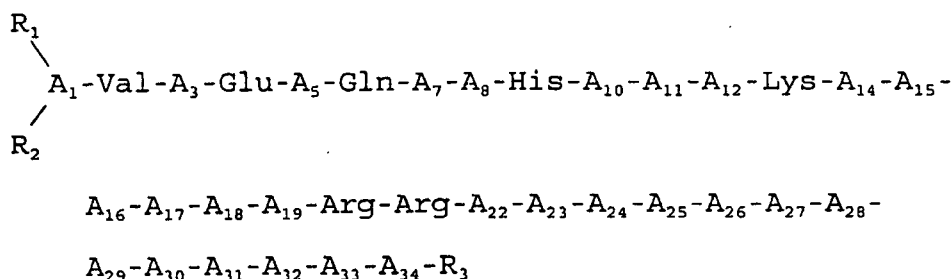 R₁
A₁-Val-A₃-Glu-A₅-Gln-A₇-A₈-His-A₁₀-A₁₁-A₁₂-Lys-A₁₄-A₁₅-
R₂
A₁₆-A₁₇-A₁₈-A₁₉-Arg-Arg-A₂₂-A₂₃-A₂₄-A₂₅-A₂₆-A₂₇-A₂₈-
A₂₉-A₃₀-A₃₁-A₃₂-A₃₃-A₃₄-R₃